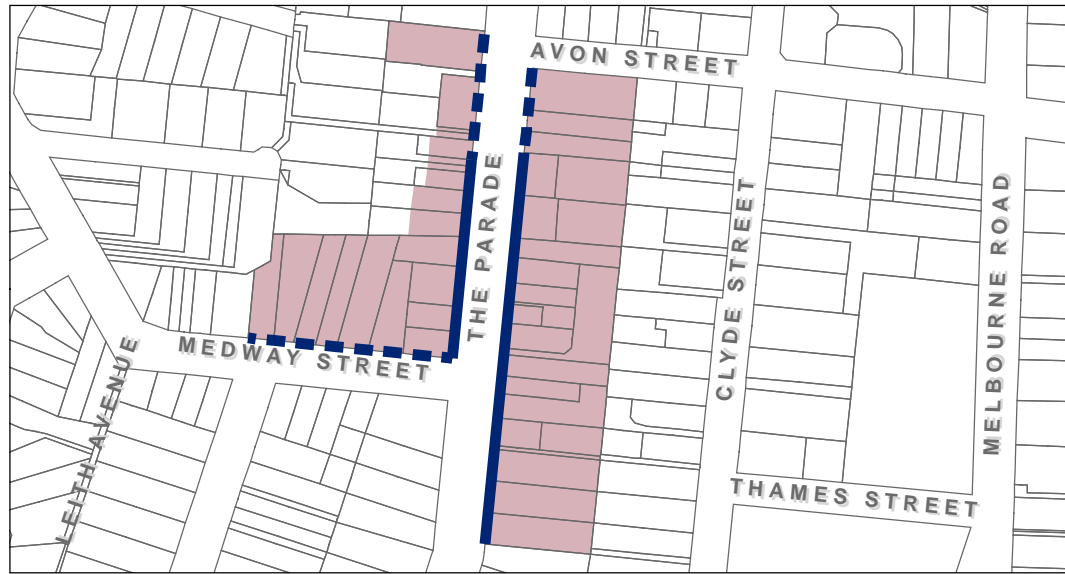 AVON STREET
THE PARADE
CLYDE STREET
MELBOURNE ROAD
MEDWAY STREET
LEITH AVENUE
THAMES STREET